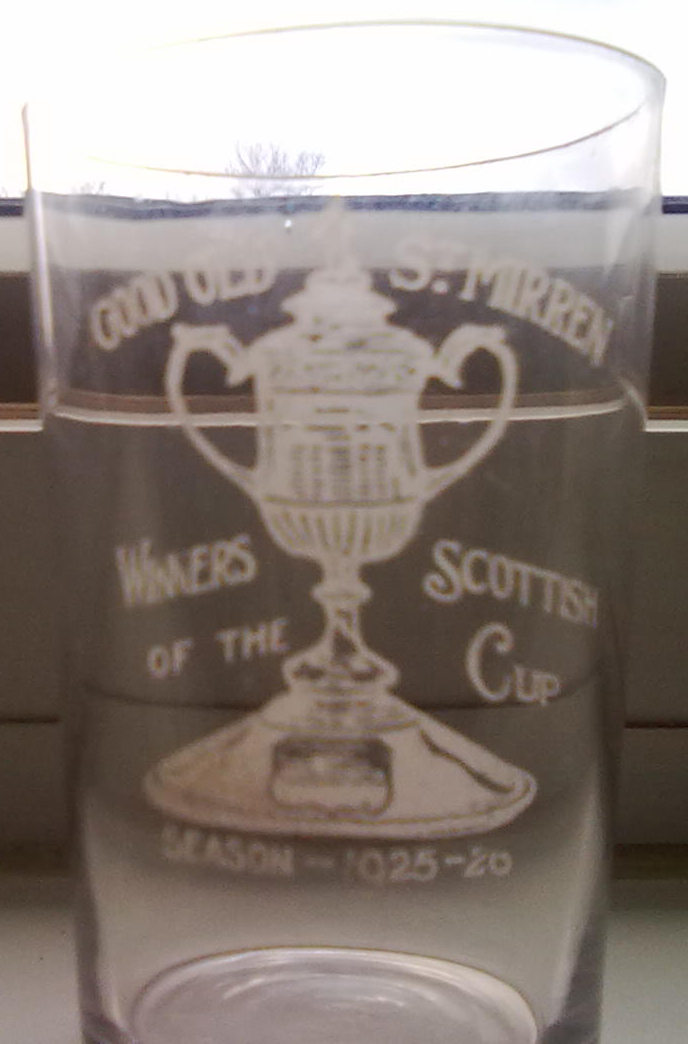 GOOD OLD ST. MIRREN
WINNERS
OF THE
SCOTTISH
CUP
SEASON - 1925-26